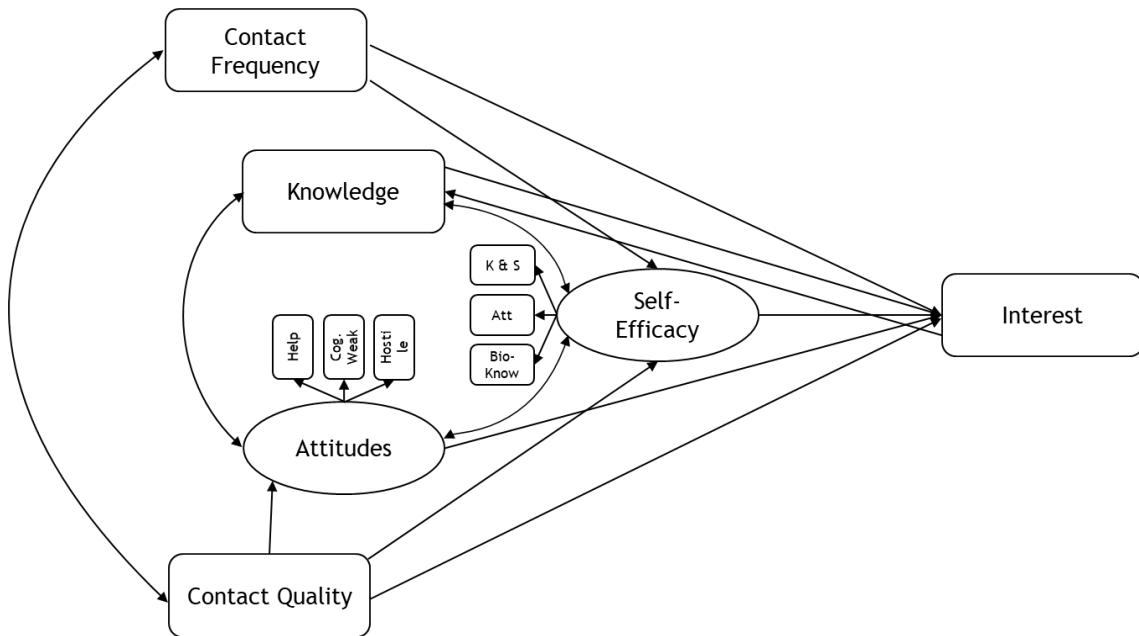 Contact
Frequency
Knowledge
K & S
Att
Bio-
Know
Self-
Efficacy
Interest
Help
Cog.
Weak
Hosti
le
Attitudes
Contact Quality